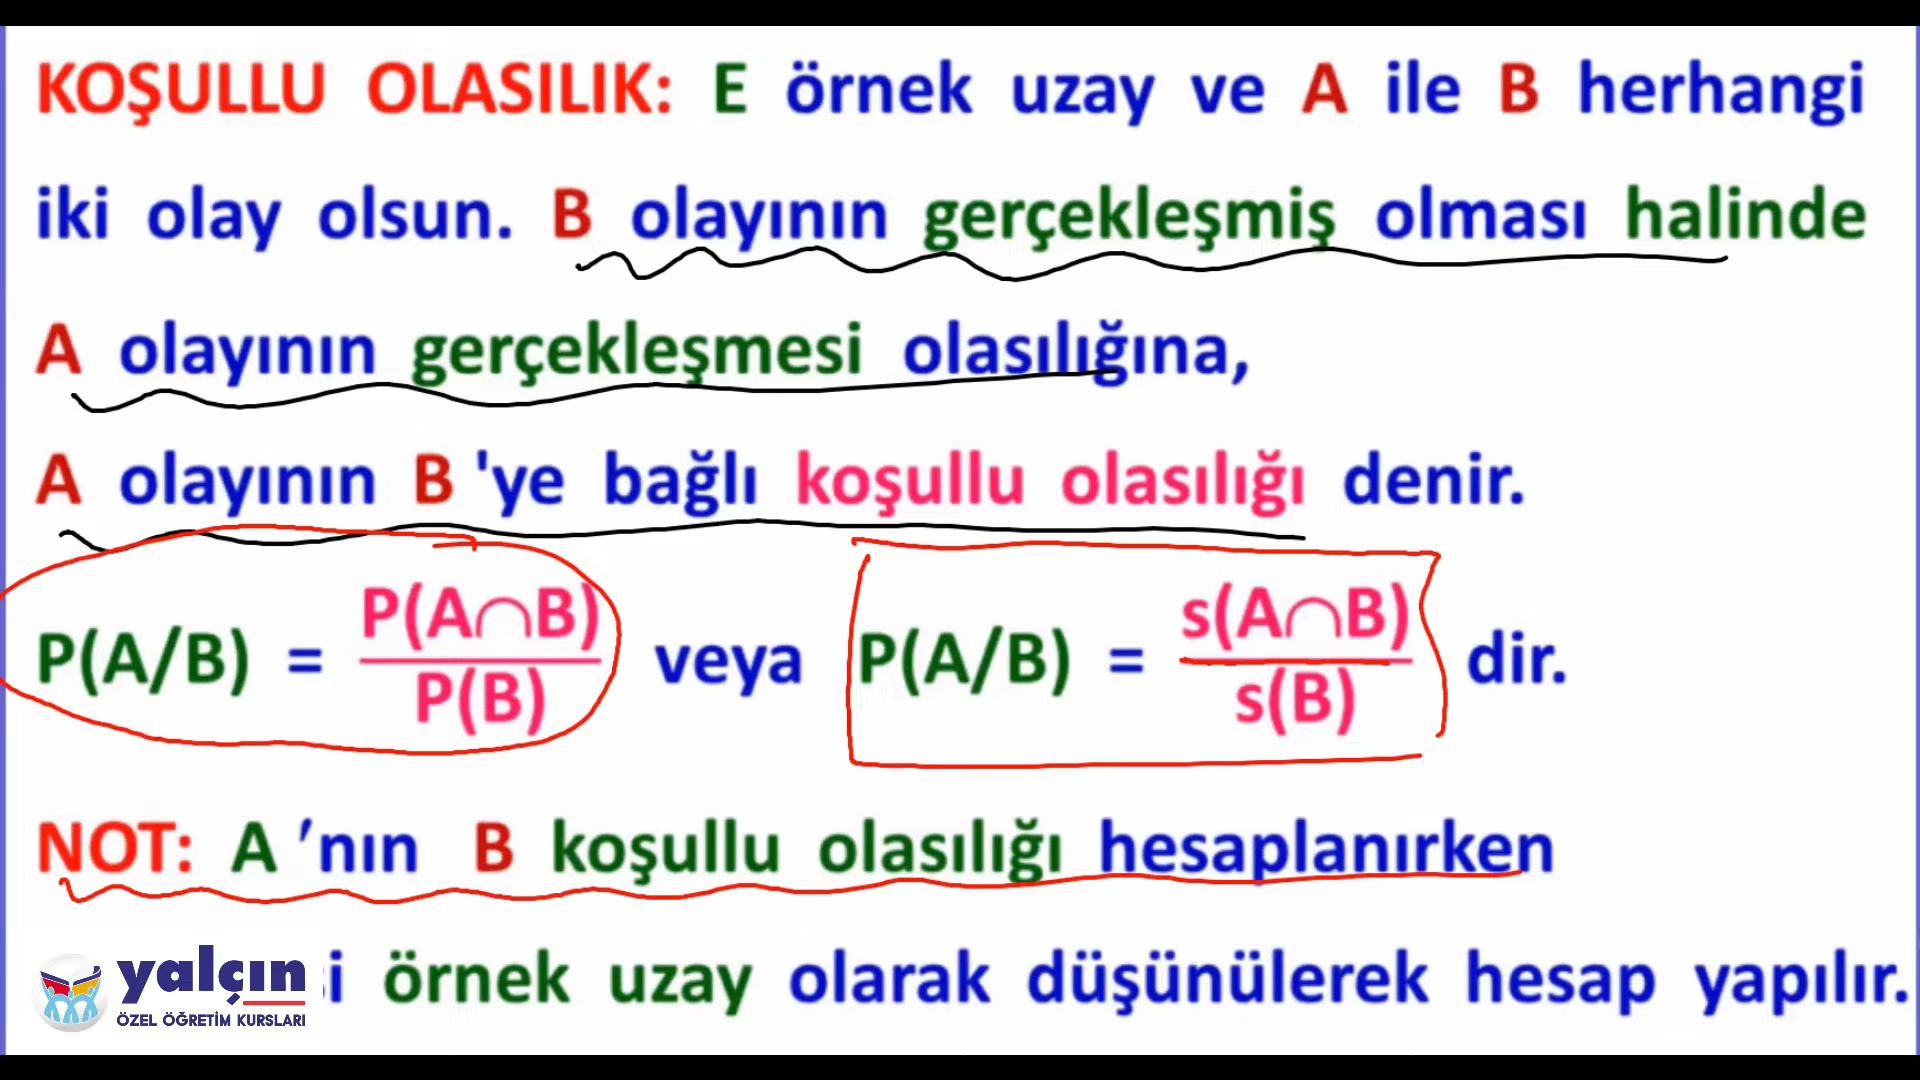 KOŞULLU OLASILIK: E örnek uzay ve A ile B herhangi
iki olay olsun. B olayının gerçekleşmiş olması halinde
A olayının gerçekleşmesi olasılığına,
A olayının B 'ye bağlı koşullu olasılığı denir.
P(A/B) = P(A∩B)/P(B) veya P(A/B) = s(A∩B)/s(B) dir.
NOT: A 'nın B koşullu olasılığı hesaplanırken
örnek uzay olarak düşünülerek hesap yapılır.
yalçın
ÖZEL ÖĞRETİM KURSLARI